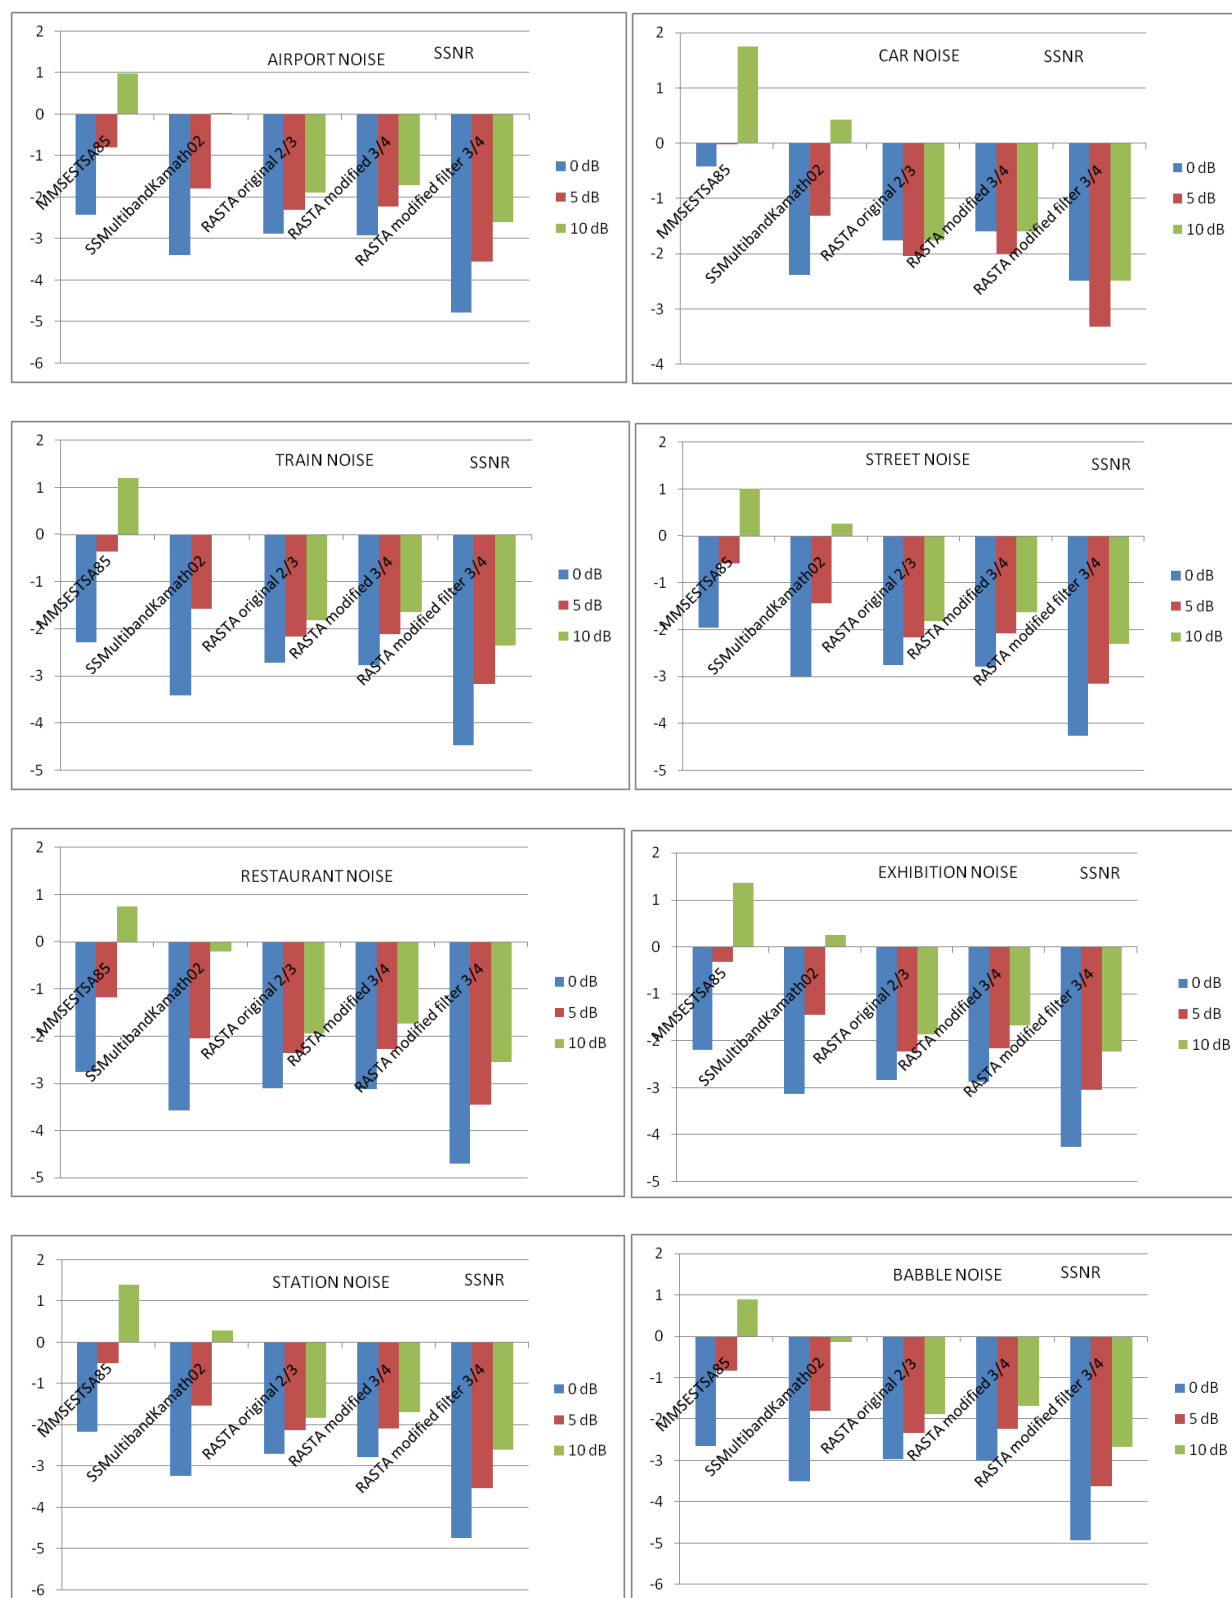 AIRPORT NOISE SSNR
2
1
0
-1
-2
-3
-4
-5
-6
MMSESTSA85
SSMultibandKamath02
RASTA original 2/3
RASTA modified 3/4
RASTA modified filter 3/4
0 dB
5 dB
10 dB
CAR NOISE SSNR
2
1
0
-1
-2
-3
-4
MMSESTSA85
SSMultibandKamath02
RASTA original 2/3
RASTA modified 3/4
RASTA modified filter 3/4
0 dB
5 dB
10 dB
TRAIN NOISE SSNR
2
1
0
-1
-2
-3
-4
-5
MMSESTSA85
SSMultibandKamath02
RASTA original 2/3
RASTA modified 3/4
RASTA modified filter 3/4
0 dB
5 dB
10 dB
STREET NOISE SSNR
2
1
0
-1
-2
-3
-4
-5
MMSESTSA85
SSMultibandKamath02
RASTA original 2/3
RASTA modified 3/4
RASTA modified filter 3/4
0 dB
5 dB
10 dB
RESTAURANT NOISE
2
1
0
-1
-2
-3
-4
-5
MMSESTSA85
SSMultibandKamath02
RASTA original 2/3
RASTA modified 3/4
RASTA modified filter 3/4
0 dB
5 dB
10 dB
EXHIBITION NOISE SSNR
2
1
0
-1
-2
-3
-4
-5
MMSESTSA85
SSMultibandKamath02
RASTA original 2/3
RASTA modified 3/4
RASTA modified filter 3/4
0 dB
5 dB
10 dB
STATION NOISE SSNR
2
1
0
-1
-2
-3
-4
-5
-6
MMSESTSA85
SSMultibandKamath02
RASTA original 2/3
RASTA modified 3/4
RASTA modified filter 3/4
0 dB
5 dB
10 dB
BABBLE NOISE SSNR
2
1
0
-1
-2
-3
-4
-5
-6
MMSESTSA85
SSMultibandKamath02
RASTA original 2/3
RASTA modified 3/4
RASTA modified filter 3/4
0 dB
5 dB
10 dB